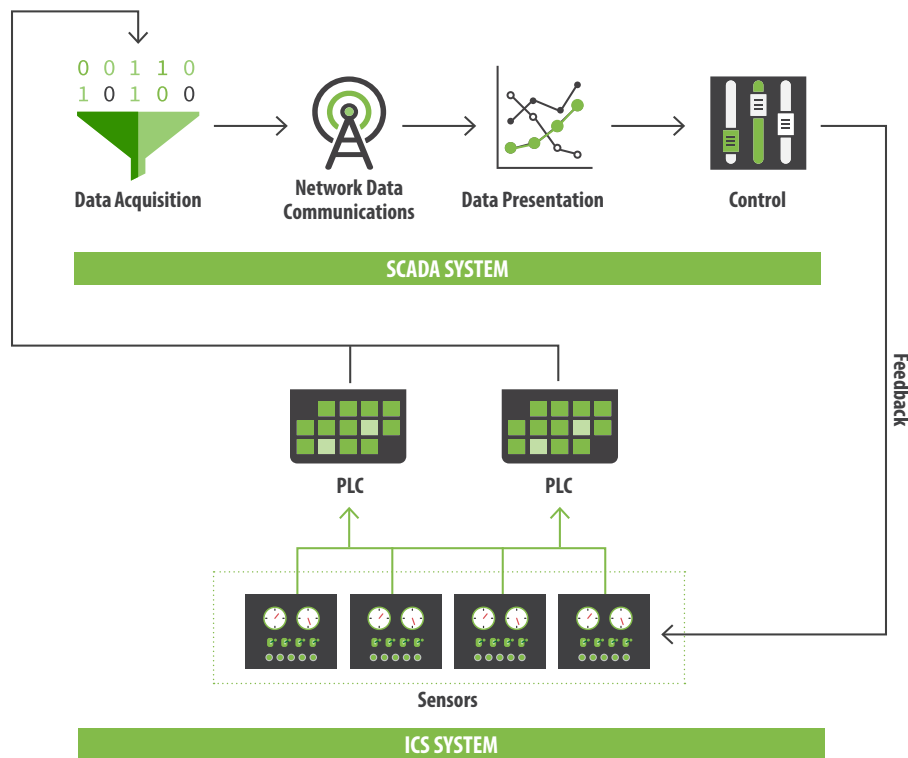 0 0 1 1 0
1 0 1 0 0
Data Acquisition
Network Data
Communications
Data Presentation
Control
SCADA SYSTEM
Feedback
PLC
PLC
Sensors
ICS SYSTEM